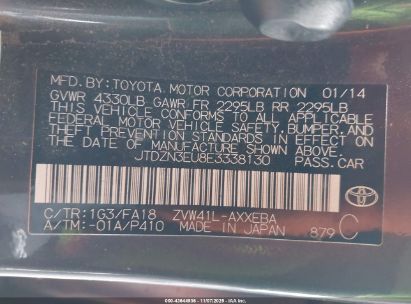 MFD.BY:TOYOTA MOTOR CORPORATION 01/14
GVWR 4330LB GAWR FR 2295LB RR 2295LB
THIS VEHICLE CONFORMS TO ALL APPLICABLE
FEDERAL MOTOR VEHICLE SAFETY, BUMPER, AND
THEFT PREVENTION STANDARDS IN EFFECT ON
THE DATE OF MANUFACTURE SHOWN ABOVE.
JTDZN3EU8E3338130 PASS.CAR
C/TR:1G3/FA18 ZVW41L-AXXEBA
A/TM:-01A/P410 MADE IN JAPAN 879 C